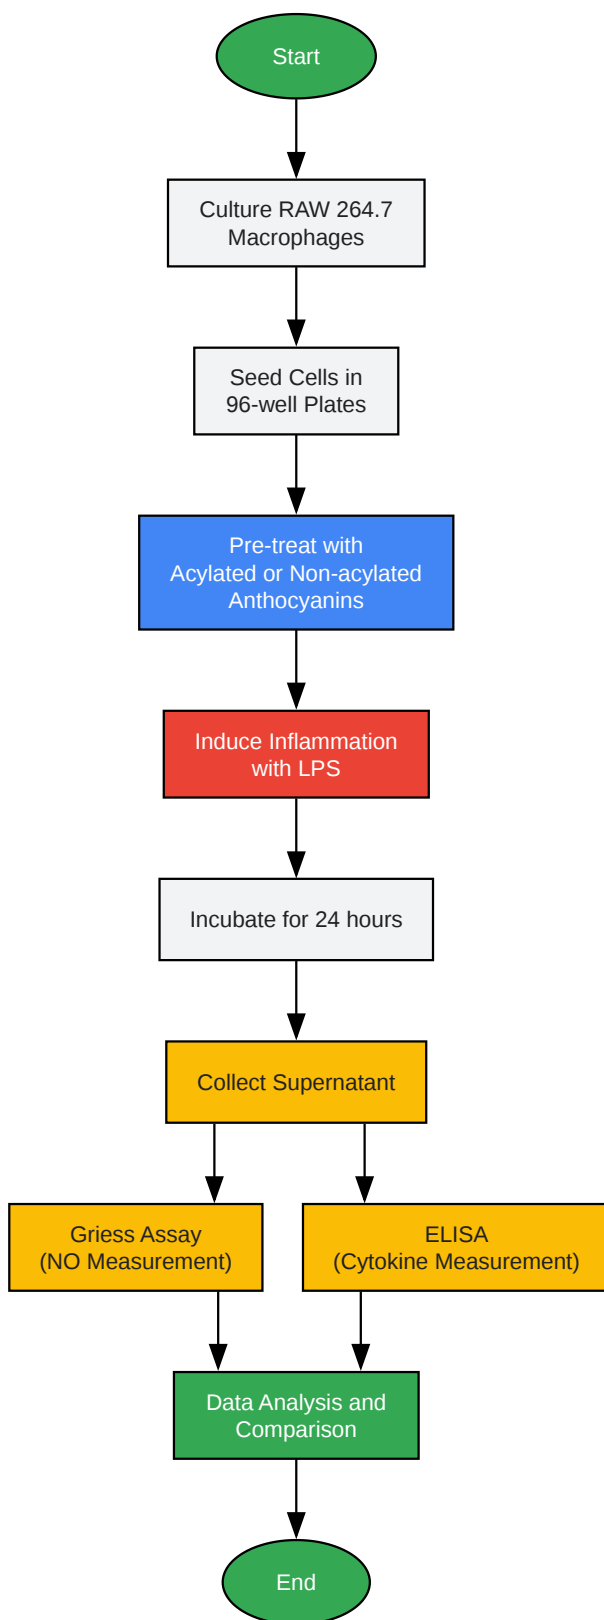 Start
Culture RAW 264.7
Macrophages
Seed Cells in
96-well Plates
Pre-treat with
Acylated or Non-acylated
Anthocyanins
Induce Inflammation
with LPS
Incubate for 24 hours
Collect Supernatant
Griess Assay
(NO Measurement)
ELISA
(Cytokine Measurement)
Data Analysis and
Comparison
End